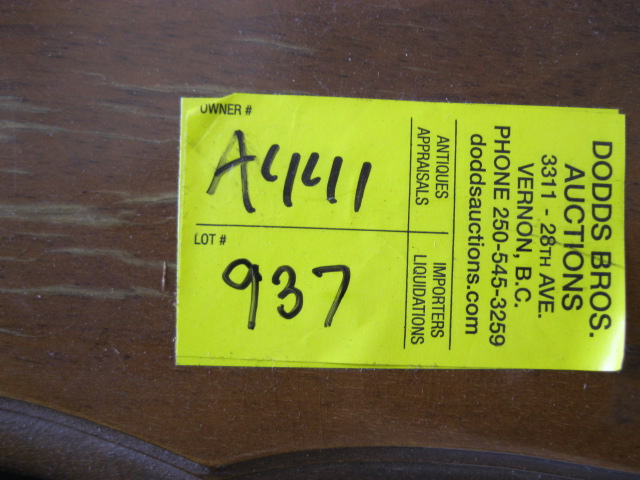 OWNER #
A441
LOT #
937
ANTIQUES
APPRAISALS
IMPORTERS
LIQUIDATIONS
DODDS BROS.
AUCTIONS
3311 - 28TH AVE.
VERNON, B.C.
PHONE 250-545-3259
doddsauctions.com